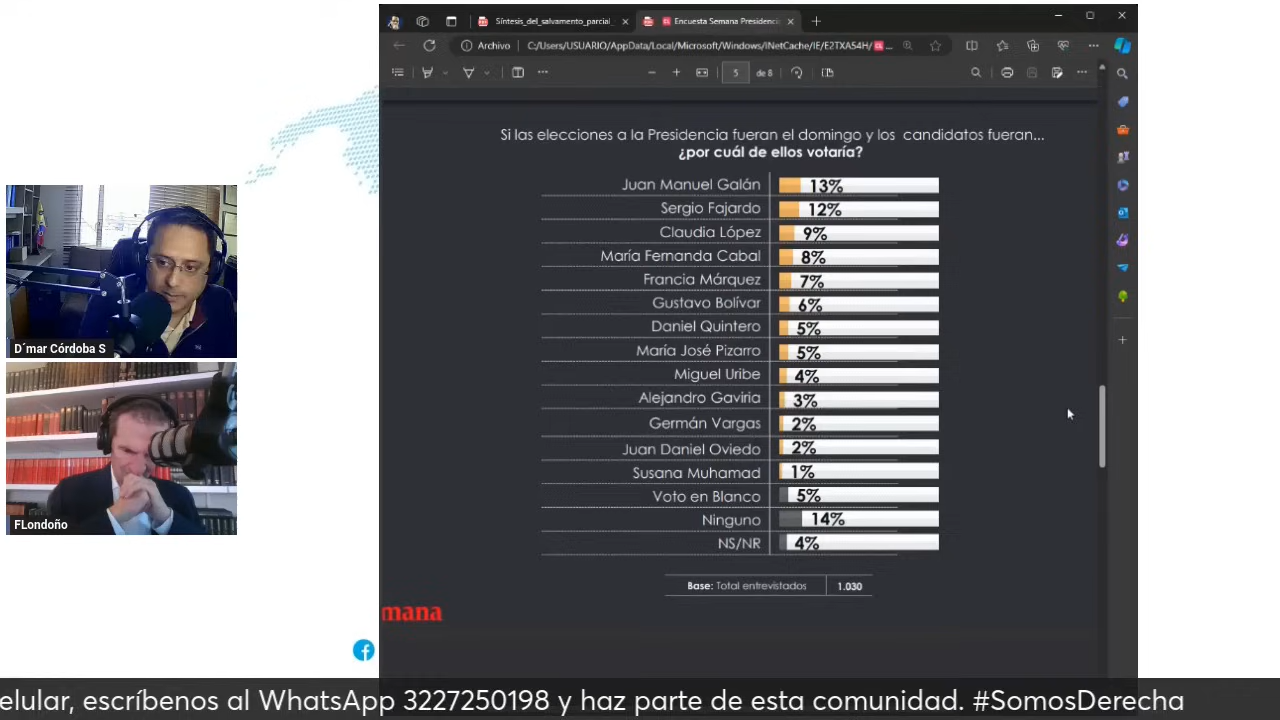 Síntesis_del_salvamento_parcial_
Encuesta Semana Presidenci
Archivo
C:/Users/USUARIO/AppData/Local/Microsoft/Windows/INetCache/IE/E2TXA54H/
5
de 8
Si las elecciones a la Presidencia fueran el domingo y los candidatos fueran...
¿por cuál de ellos votaría?
Juan Manuel Galán 13%
Sergio Fajardo 12%
Claudia López 9%
María Fernanda Cabal 8%
Francia Márquez 7%
Gustavo Bolívar 6%
Daniel Quintero 5%
María José Pizarro 5%
Miguel Uribe 4%
Alejandro Gaviria 3%
Germán Vargas 2%
Juan Daniel Oviedo 2%
Susana Muhamad 1%
Voto en Blanco 5%
Ninguno 14%
NS/NR 4%
Base: Total entrevistados 1.030
mana
D´mar Córdoba S
FLondoño
elular, escríbenos al WhatsApp 3227250198 y haz parte de esta comunidad. #SomosDerecha